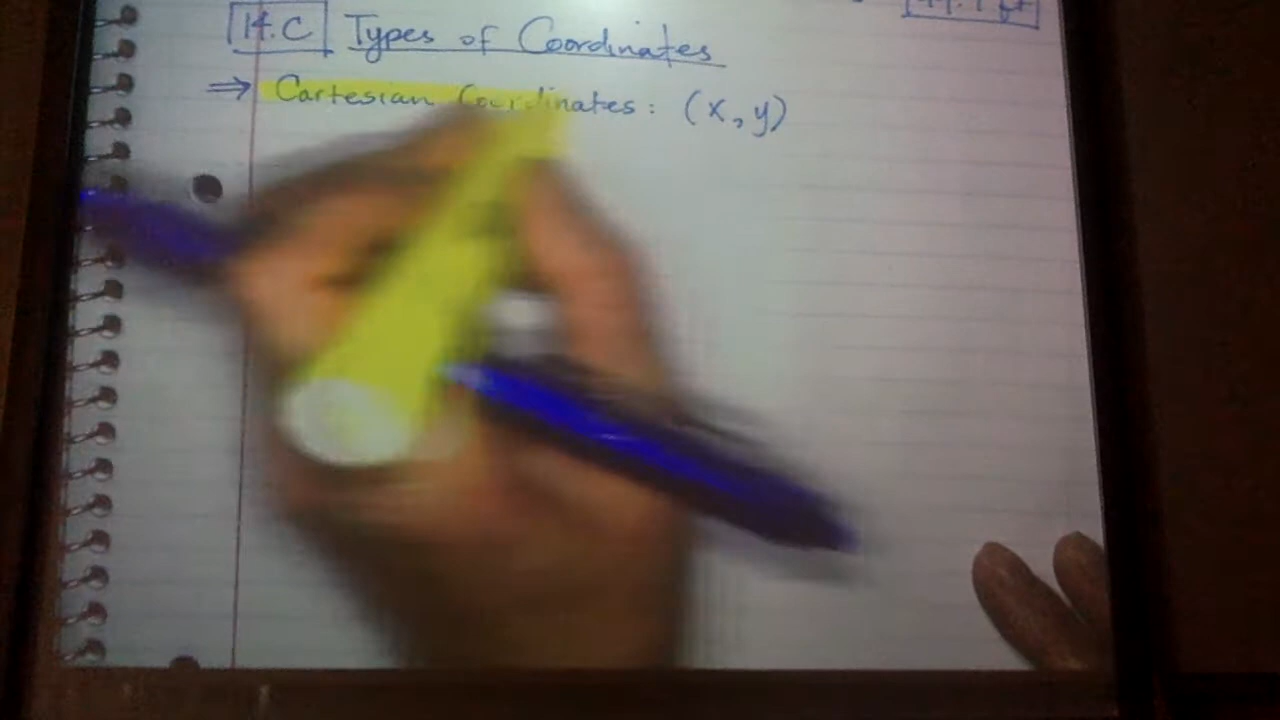 14.C Types of Coordinates
⇒ Cartesian Coordinates: (x, y)